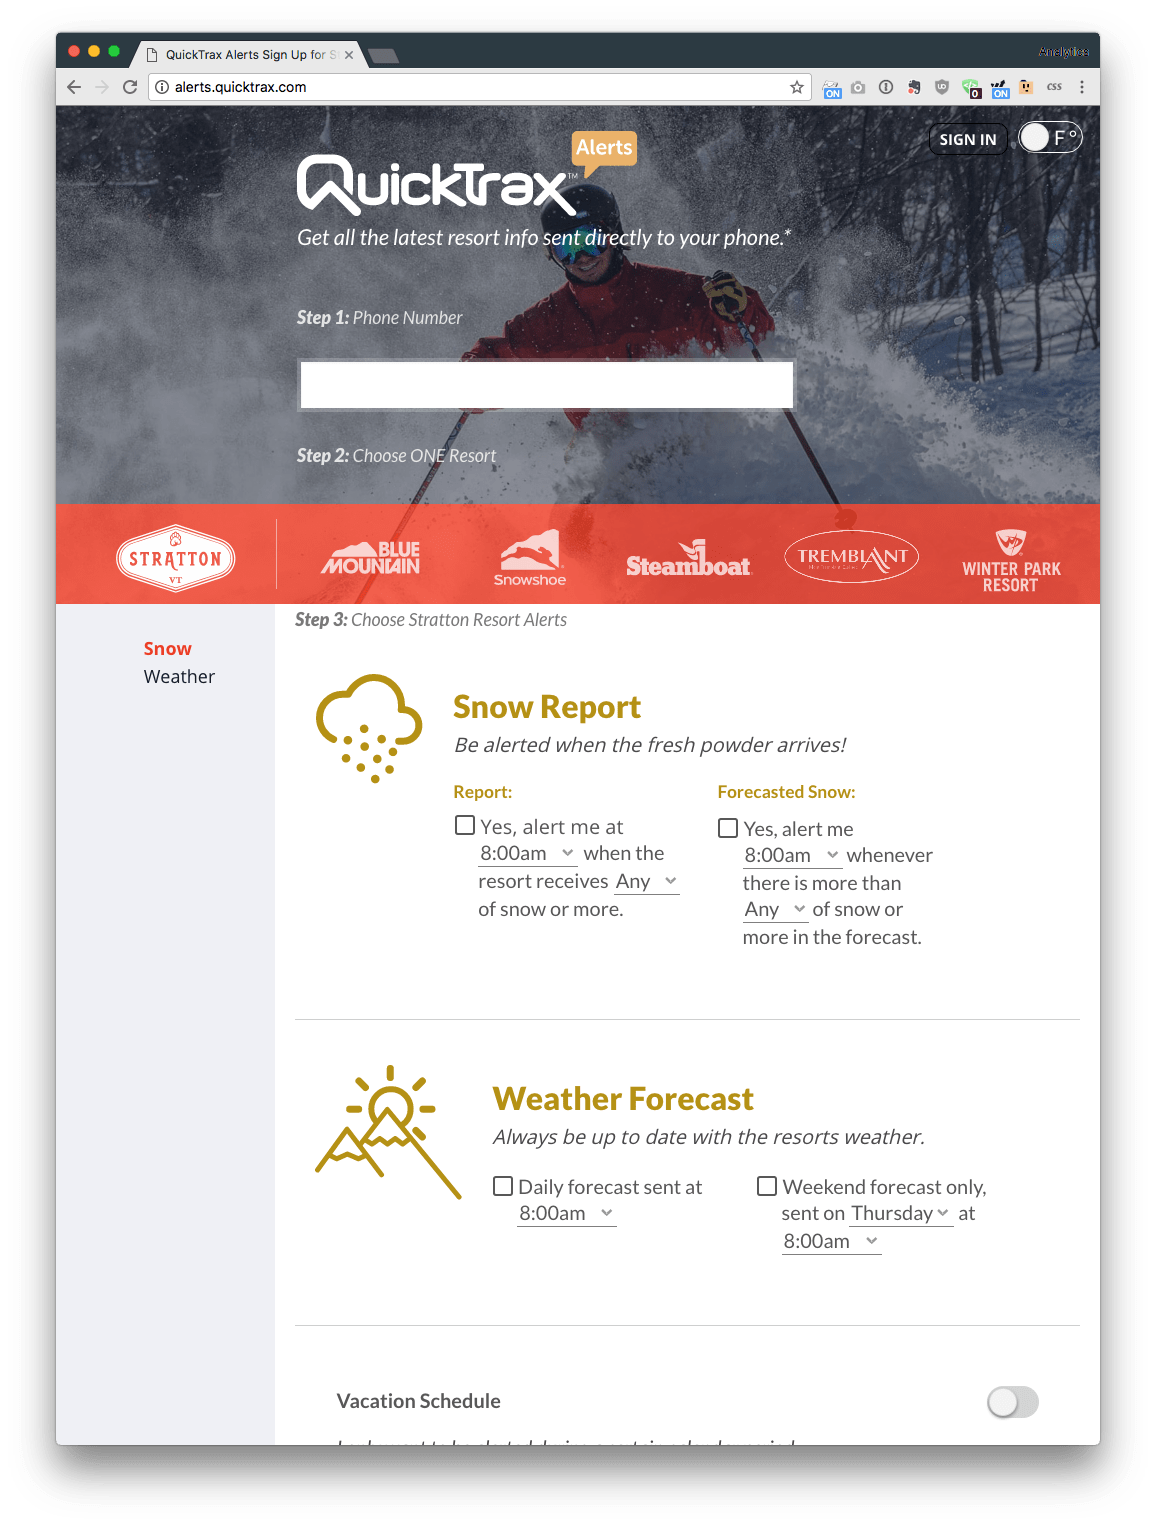 QuickTrax Alerts Sign Up for S
Analytics
alerts.quicktrax.com
ON
0
ON
css
SIGN IN
F °
Alerts
QuickTrax™
Get all the latest resort info sent directly to your phone.*
Step 1: Phone Number
Step 2: Choose ONE Resort
STRATTON
VT
BLUE
MOUNTAIN
Snowshoe
Steamboat
TREMBLANT
WINTER PARK
RESORT
Step 3: Choose Stratton Resort Alerts
Snow
Weather
Snow Report
Be alerted when the fresh powder arrives!
Report:
Yes, alert me at
8:00am when the
resort receives Any
of snow or more.
Forecasted Snow:
Yes, alert me
8:00am whenever
there is more than
Any of snow or
more in the forecast.
Weather Forecast
Always be up to date with the resorts weather.
Daily forecast sent at
8:00am
Weekend forecast only,
sent on Thursday at
8:00am
Vacation Schedule